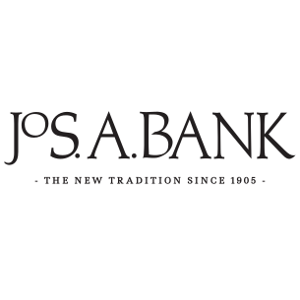 JoS. A. BANK
- THE NEW TRADITION SINCE 1905 -